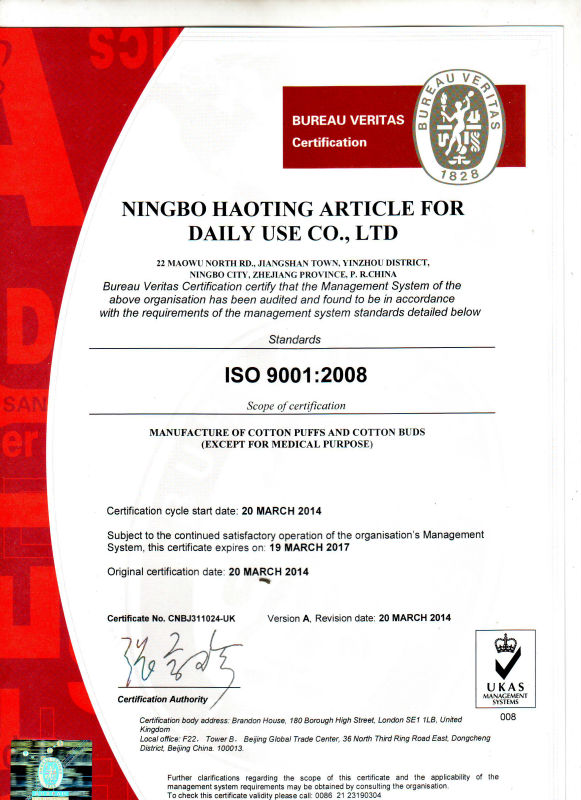 BUREAU VERITAS
Certification
BUREAU VERITAS
1828
NINGBO HAOTING ARTICLE FOR
DAILY USE CO., LTD
22 MAOWU NORTH RD., JIANGSHAN TOWN, YINZHOU DISTRICT,
NINGBO CITY, ZHEJIANG PROVINCE, P. R.CHINA
Bureau Veritas Certification certify that the Management System of the
above organisation has been audited and found to be in accordance
with the requirements of the management system standards detailed below
Standards
ISO 9001:2008
Scope of certification
MANUFACTURE OF COTTON PUFFS AND COTTON BUDS
(EXCEPT FOR MEDICAL PURPOSE)
Certification cycle start date: 20 MARCH 2014
Subject to the continued satisfactory operation of the organisation's Management
System, this certificate expires on: 19 MARCH 2017
Original certification date: 20 MARCH 2014
Certificate No. CNBJ311024-UK Version A, Revision date: 20 MARCH 2014
Certification Authority
UKAS
MANAGEMENT
SYSTEMS
008
Certification body address: Brandon House, 180 Borough High Street, London SE1 1LB, United
Kingdom
Local office: F22, Tower B, Beijing Global Trade Center, 36 North Third Ring Road East, Dongcheng
District, Beijing China. 100013.
Further clarifications regarding the scope of this certificate and the applicability of the
management system requirements may be obtained by consulting the organisation.
To check this certificate validity please call: 0086 21 23190304